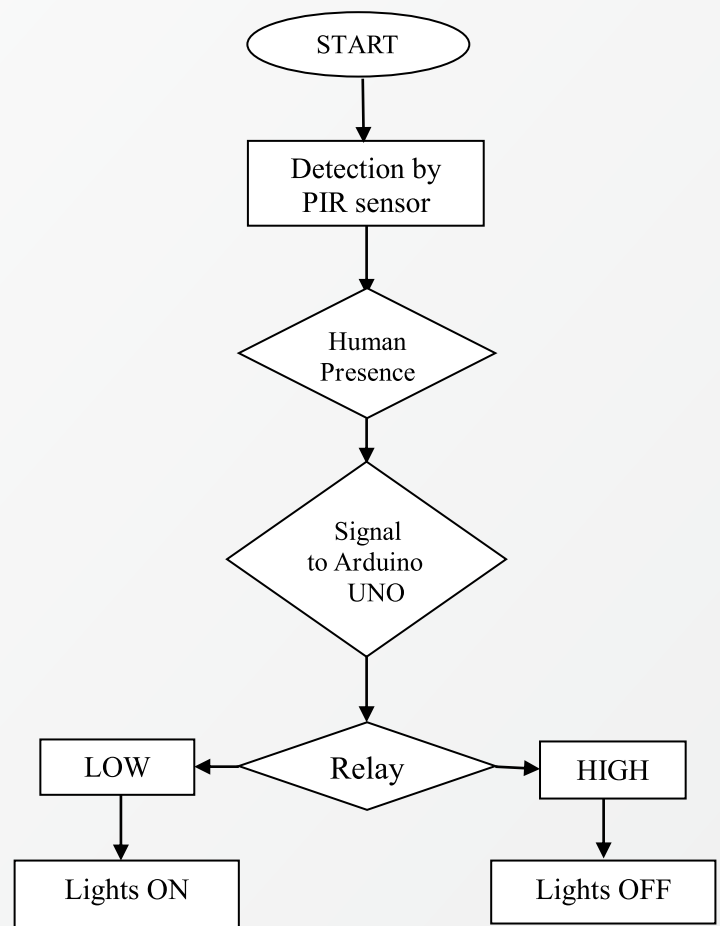 START
Detection by
PIR sensor
Human
Presence
Signal
to Arduino
UNO
Relay
LOW
HIGH
Lights ON
Lights OFF